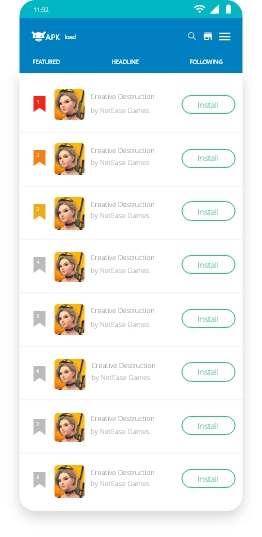 11:32
APK load
FEATURED HEADLINE FOLLOWING
1
Creative Destruction
by NetEase Games
Install
2
Creative Destruction
by NetEase Games
Install
3
Creative Destruction
by NetEase Games
Install
4
Creative Destruction
by NetEase Games
Install
5
Creative Destruction
by NetEase Games
Install
6
Creative Destruction
by NetEase Games
Install
7
Creative Destruction
by NetEase Games
Install
8
Creative Destruction
by NetEase Games
Install